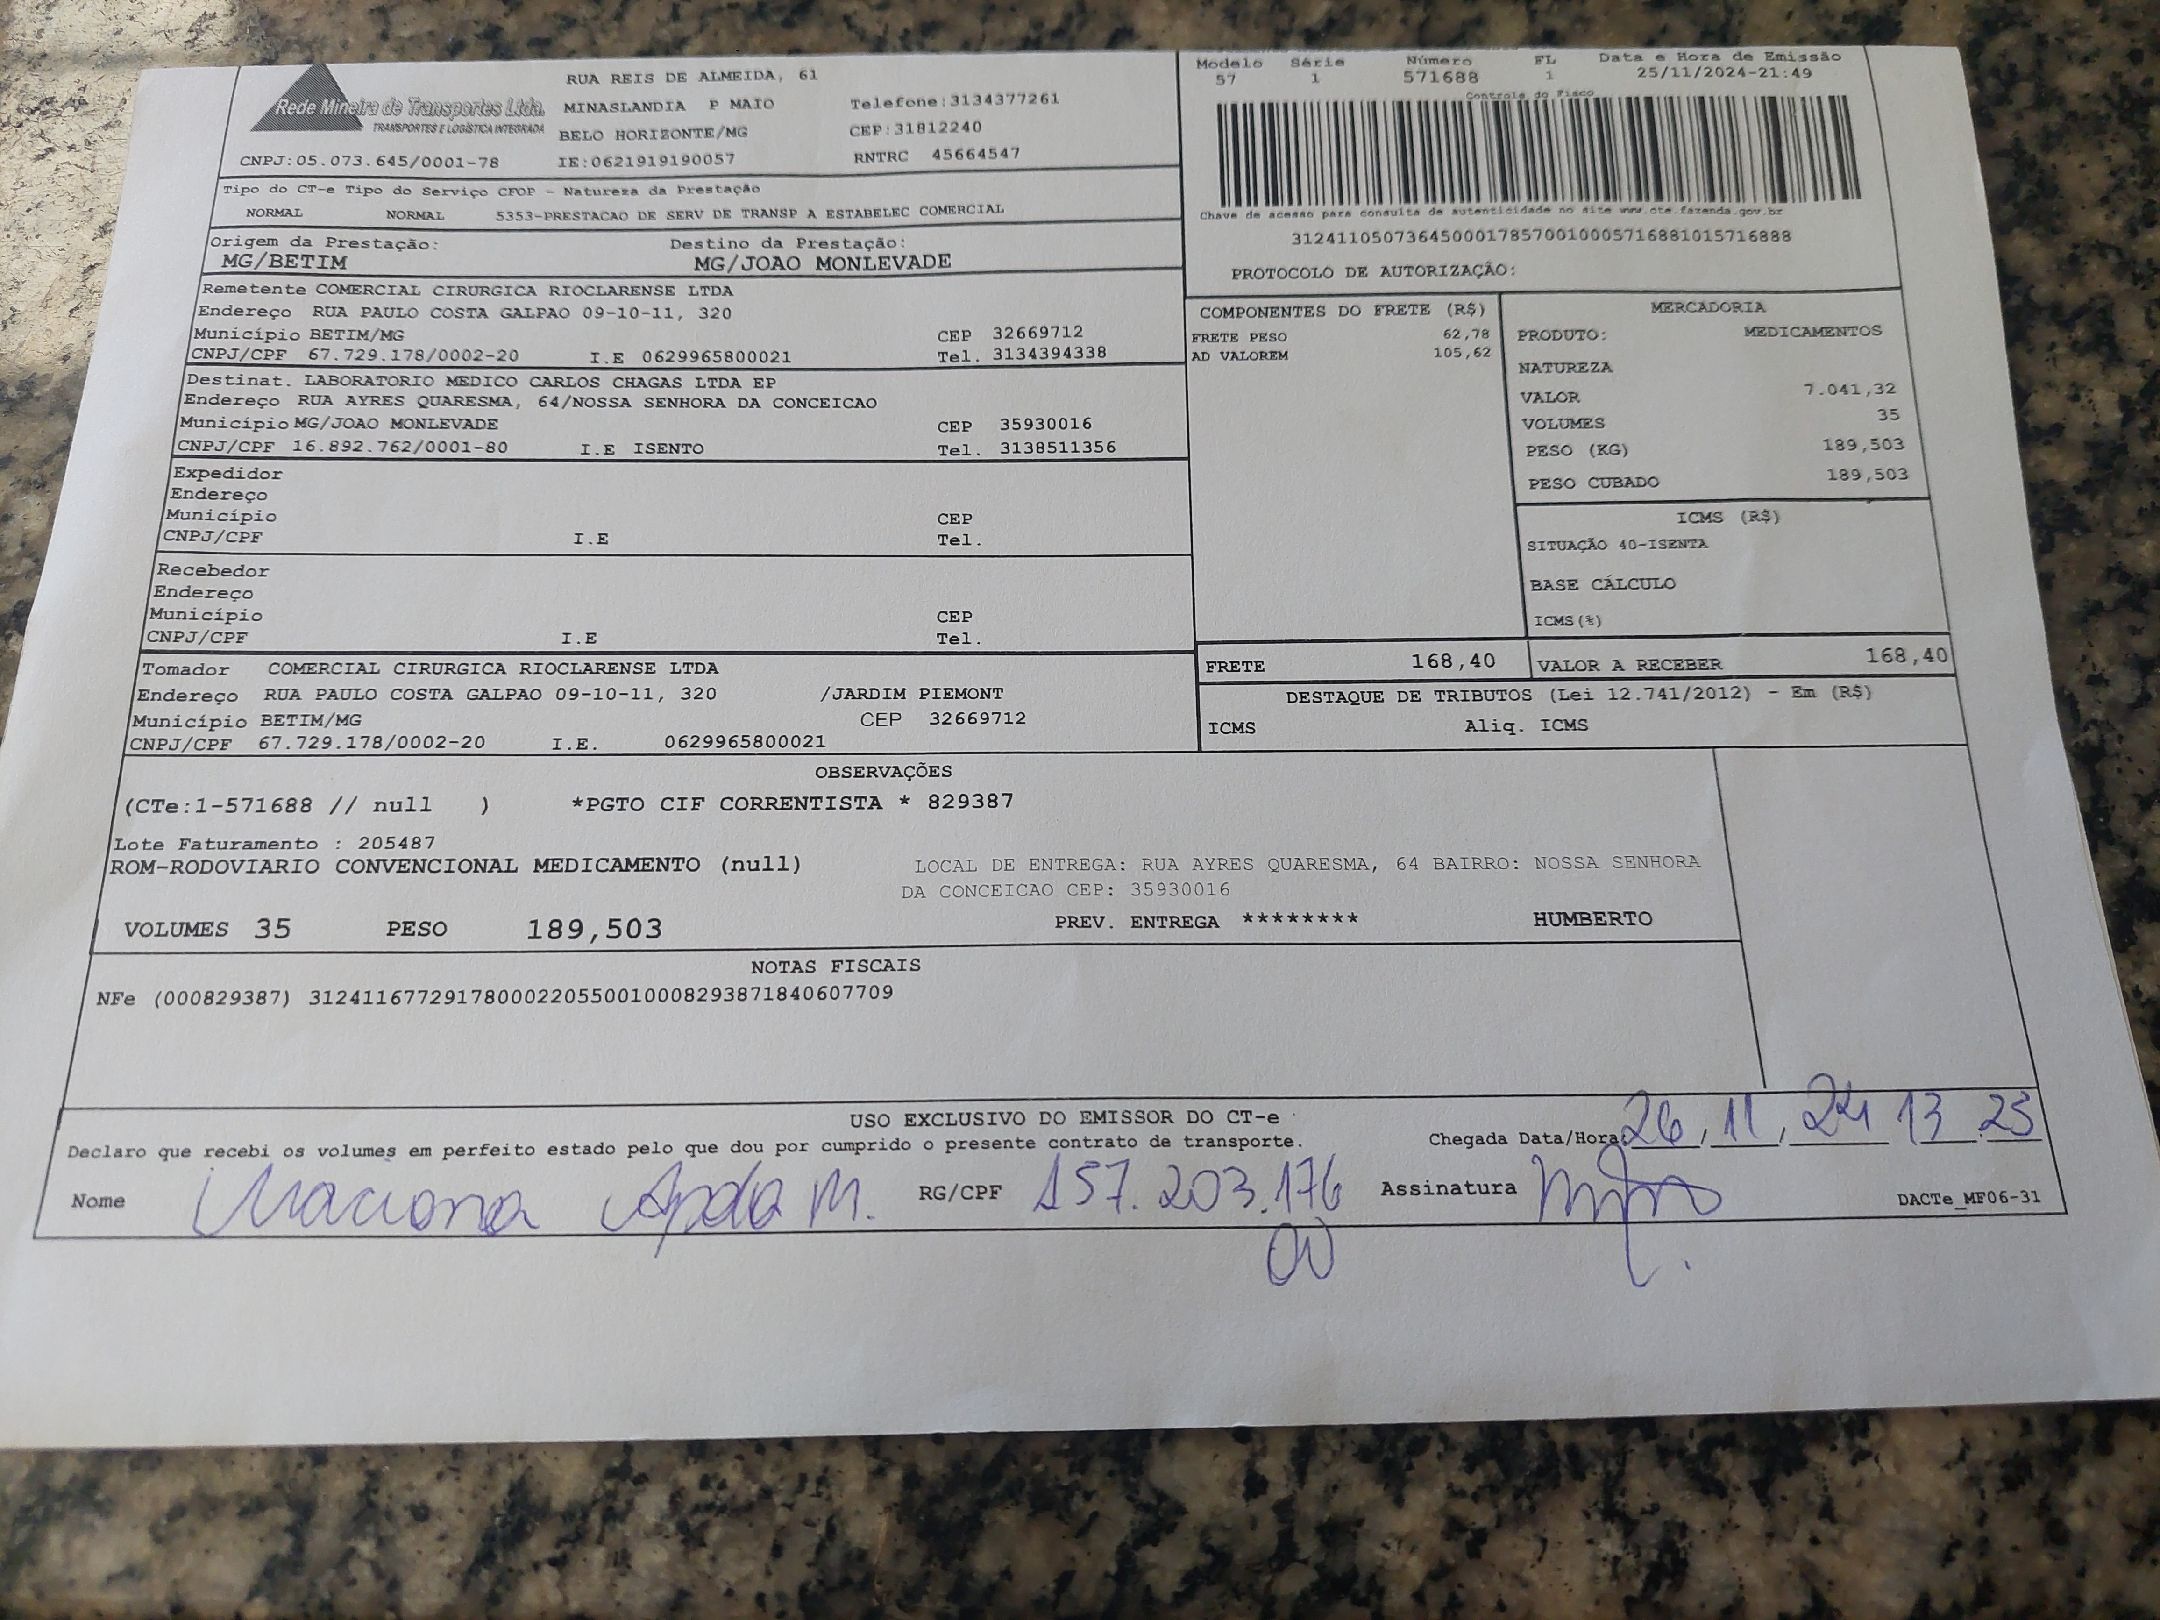 Rede Mineira de Transportes Ltda.
TRANSPORTES E LOGÍSTICA INTEGRADA
RUA REIS DE ALMEIDA, 61
MINASLANDIA P MAIO Telefone:3134377261
BELO HORIZONTE/MG CEP:31812240
CNPJ:05.073.645/0001-78 IE:0621919190057 RNTRC 45664547
Modelo Série Número FL Data e Hora de Emissão
57 1 571688 1 25/11/2024-21:49
Controle do Fisco
Chave de acesso para consulta de autenticidade no site www.cte.fazenda.gov.br
31241105073645000178570010005716881015716888
PROTOCOLO DE AUTORIZAÇÃO:
Tipo do CT-e Tipo do Serviço CFOP - Natureza da Prestação
NORMAL NORMAL 5353-PRESTACAO DE SERV DE TRANSP A ESTABELEC COMERCIAL
Origem da Prestação: Destino da Prestação:
MG/BETIM MG/JOAO MONLEVADE
Remetente COMERCIAL CIRURGICA RIOCLARENSE LTDA
Endereço RUA PAULO COSTA GALPAO 09-10-11, 320
Município BETIM/MG CEP 32669712
CNPJ/CPF 67.729.178/0002-20 I.E 0629965800021 Tel. 3134394338
Destinat. LABORATORIO MEDICO CARLOS CHAGAS LTDA EP
Endereço RUA AYRES QUARESMA, 64/NOSSA SENHORA DA CONCEICAO
Município MG/JOAO MONLEVADE CEP 35930016
CNPJ/CPF 16.892.762/0001-80 I.E ISENTO Tel. 3138511356
Expedidor
Endereço
Município CEP
CNPJ/CPF I.E Tel.
Recebedor
Endereço
Município CEP
CNPJ/CPF I.E Tel.
Tomador COMERCIAL CIRURGICA RIOCLARENSE LTDA
Endereço RUA PAULO COSTA GALPAO 09-10-11, 320 /JARDIM PIEMONT
Município BETIM/MG CEP 32669712
CNPJ/CPF 67.729.178/0002-20 I.E. 0629965800021
COMPONENTES DO FRETE (R$)
FRETE PESO 62,78
AD VALOREM 105,62
MERCADORIA
PRODUTO: MEDICAMENTOS
NATUREZA
VALOR 7.041,32
VOLUMES 35
PESO (KG) 189,503
PESO CUBADO 189,503
ICMS (R$)
SITUAÇÃO 40-ISENTA
BASE CÁLCULO
ICMS(%)
FRETE 168,40 VALOR A RECEBER 168,40
DESTAQUE DE TRIBUTOS (Lei 12.741/2012) - Em (R$)
ICMS Aliq. ICMS
OBSERVAÇÕES
(CTe:1-571688 // null ) *PGTO CIF CORRENTISTA * 829387
Lote Faturamento : 205487
ROM-RODOVIARIO CONVENCIONAL MEDICAMENTO (null) LOCAL DE ENTREGA: RUA AYRES QUARESMA, 64 BAIRRO: NOSSA SENHORA
DA CONCEICAO CEP: 35930016
VOLUMES 35 PESO 189,503 PREV. ENTREGA ******** HUMBERTO
NOTAS FISCAIS
NFe (000829387) 31241167729178000220550010008293871840607709
USO EXCLUSIVO DO EMISSOR DO CT-e
Declaro que recebi os volumes em perfeito estado pelo que dou por cumprido o presente contrato de transporte. Chegada Data/Hora: 26/11/24 13 23
Nome Apda M. RG/CPF 157.203.176 Assinatura DACTe_MF06-31
00